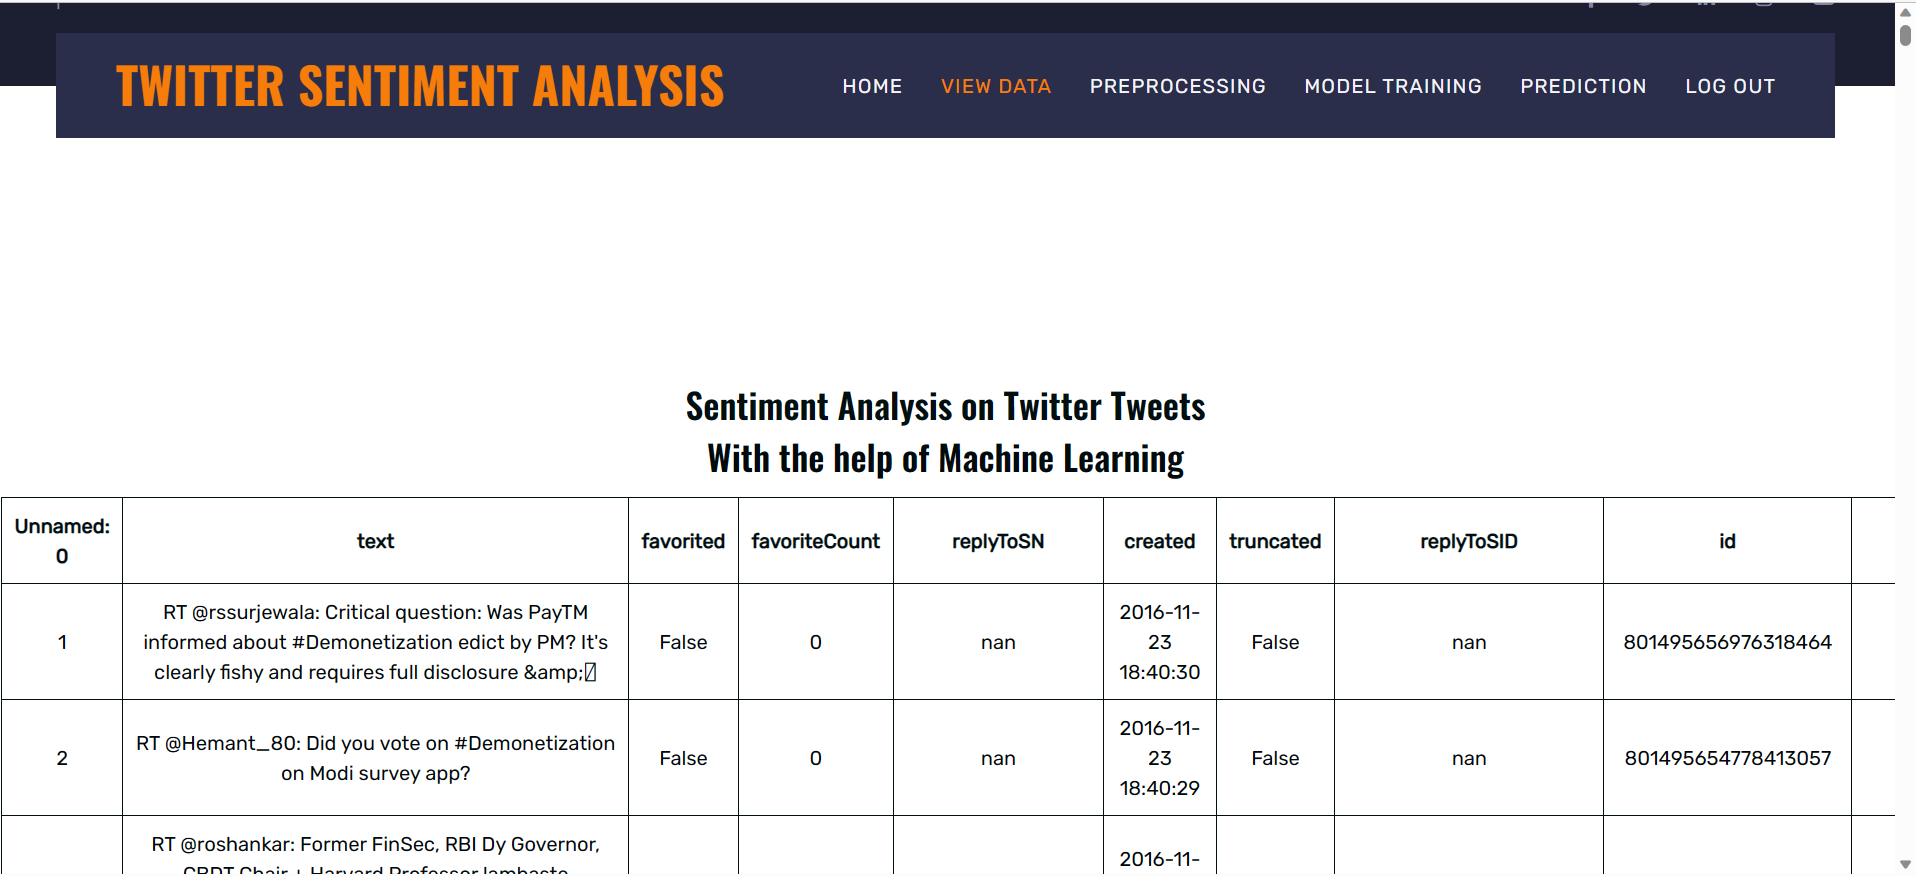 TWITTER SENTIMENT ANALYSIS
HOME VIEW DATA PREPROCESSING MODEL TRAINING PREDICTION LOG OUT
Sentiment Analysis on Twitter Tweets
With the help of Machine Learning
Unnamed:
0
text
favorited
favoriteCount
replyToSN
created
truncated
replyToSID
id
1
RT @rssurjewala: Critical question: Was PayTM
informed about #Demonetization edict by PM? It's
clearly fishy and requires full disclosure &amp;
False
0
nan
2016-11-
23
18:40:30
False
nan
801495656976318464
2
RT @Hemant_80: Did you vote on #Demonetization
on Modi survey app?
False
0
nan
2016-11-
23
18:40:29
False
nan
801495654778413057
RT @roshankar: Former FinSec, RBI Dy Governor,
CBDT Chair + Harvard Professor lambaste
2016-11-